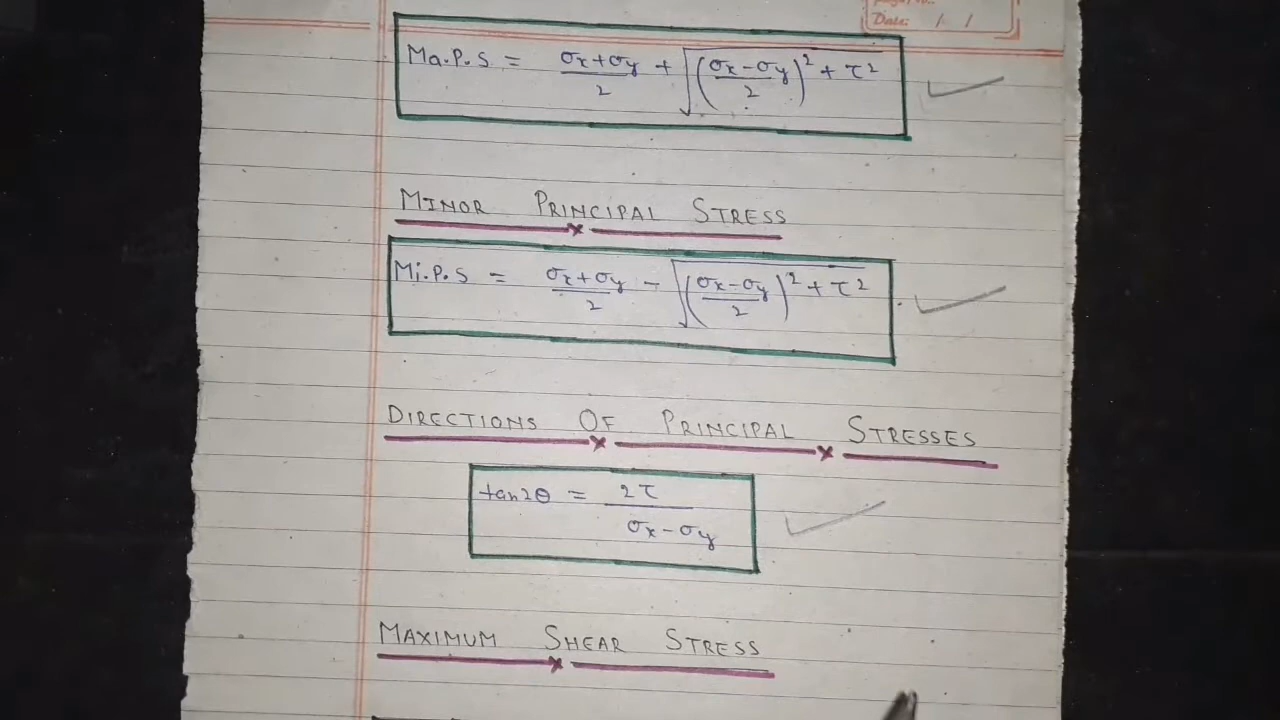 Date: / /
Ma.P.S = σx+σy/2 + √((σx-σy/2)² + τ²)
MINOR PRINCIPAL STRESS
Mi.P.S = σx+σy/2 - √((σx-σy/2)² + τ²)
DIRECTIONS OF PRINCIPAL STRESSES
tan2θ = 2τ/σx-σy
MAXIMUM SHEAR STRESS